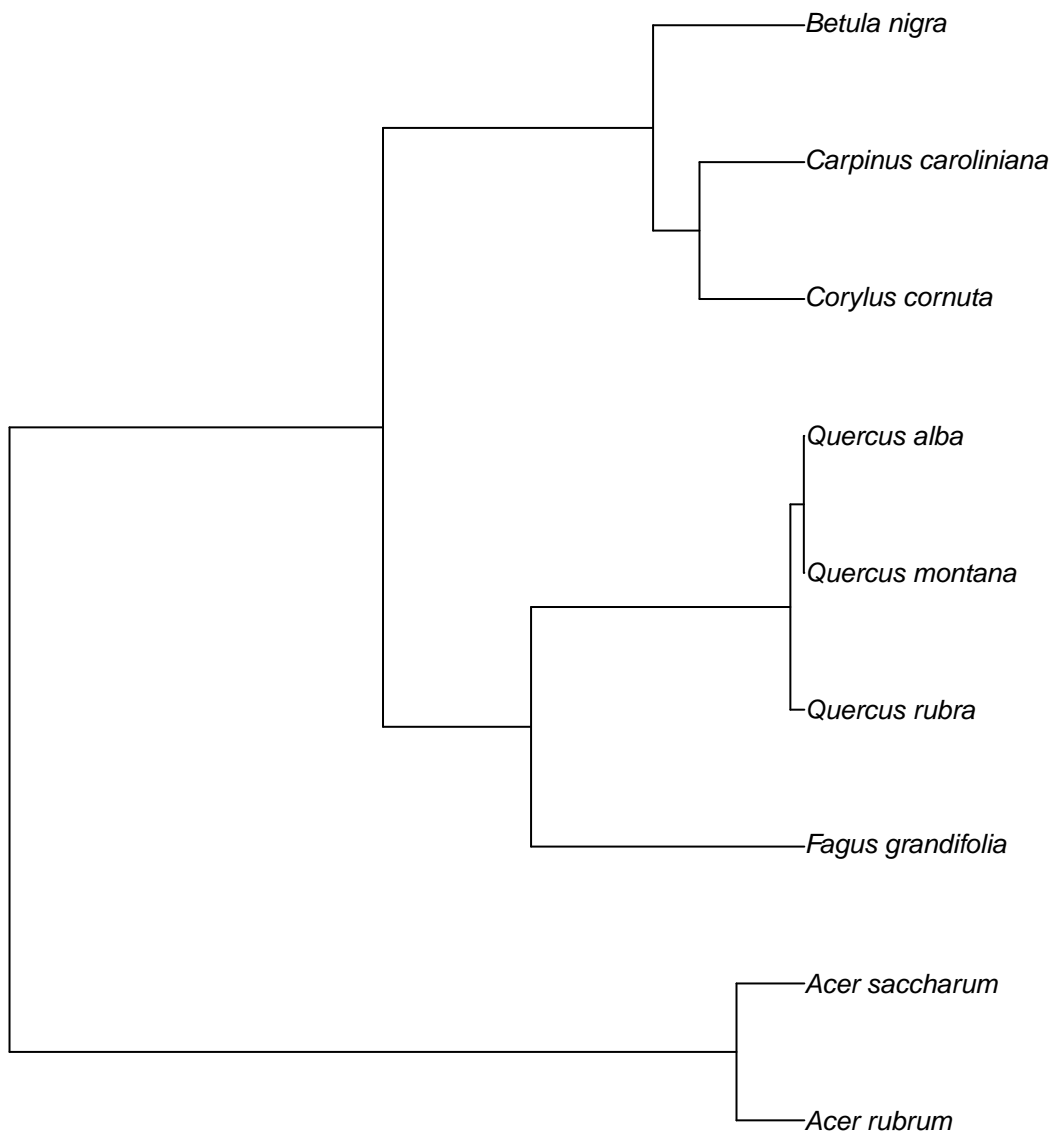 Betula nigra
Carpinus caroliniana
Corylus cornuta
Quercus alba
Quercus montana
Quercus rubra
Fagus grandifolia
Acer saccharum
Acer rubrum